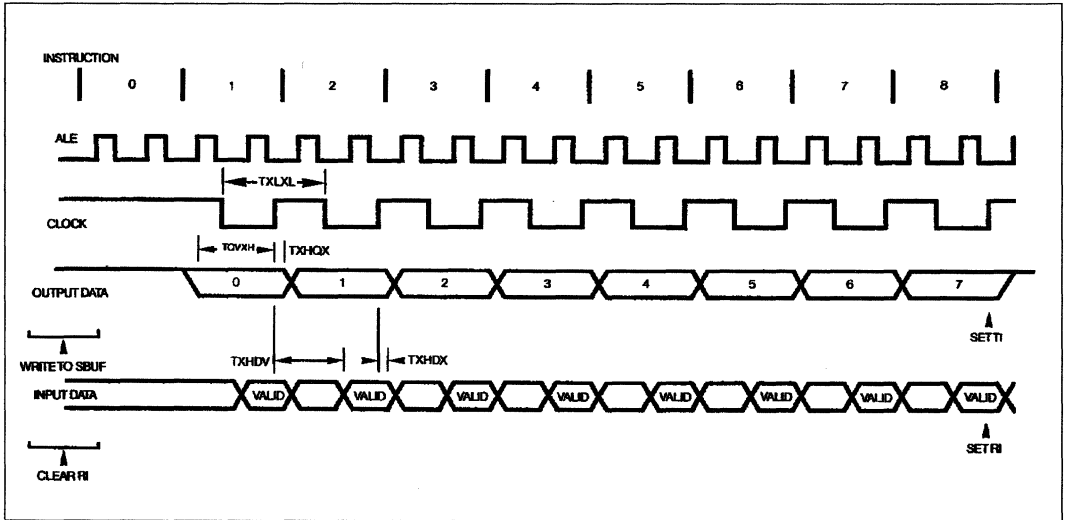 INSTRUCTION
0 1 2 3 4 5 6 7 8
ALE
TXLXL
CLOCK
TQVXH TXHQX
OUTPUT DATA
0 1 2 3 4 5 6 7
SET TI
WRITE TO SBUF
TXHDV TXHDX
INPUT DATA
VALID VALID VALID VALID VALID VALID VALID VALID
SET RI
CLEAR RI